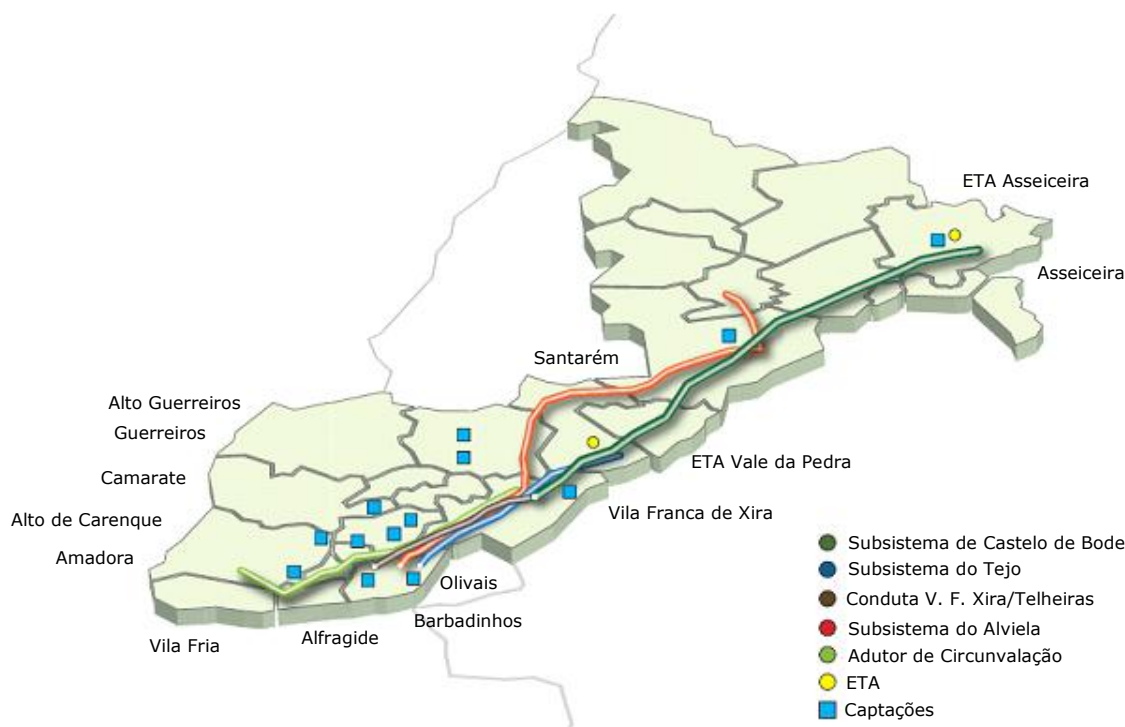 ETA Asseiceira
Asseiceira
Santarém
Alto Guerreiros
Guerreiros
Camarate
ETA Vale da Pedra
Vila Franca de Xira
Alto de Carenque
Amadora
Olivais
Barbadinhos
Alfragide
Vila Fria
Subsistema de Castelo de Bode
Subsistema do Tejo
Conduta V. F. Xira/Telheiras
Subsistema do Alviela
Adutor de Circunvalação
ETA
Captações